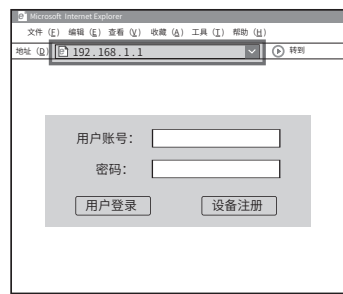 Microsoft Internet Explorer
文件（F） 编辑（E） 查看（V） 收藏（A） 工具（T） 帮助（H）
地址（D） 192.168.1.1 转到
用户账号：
密码：
用户登录 设备注册